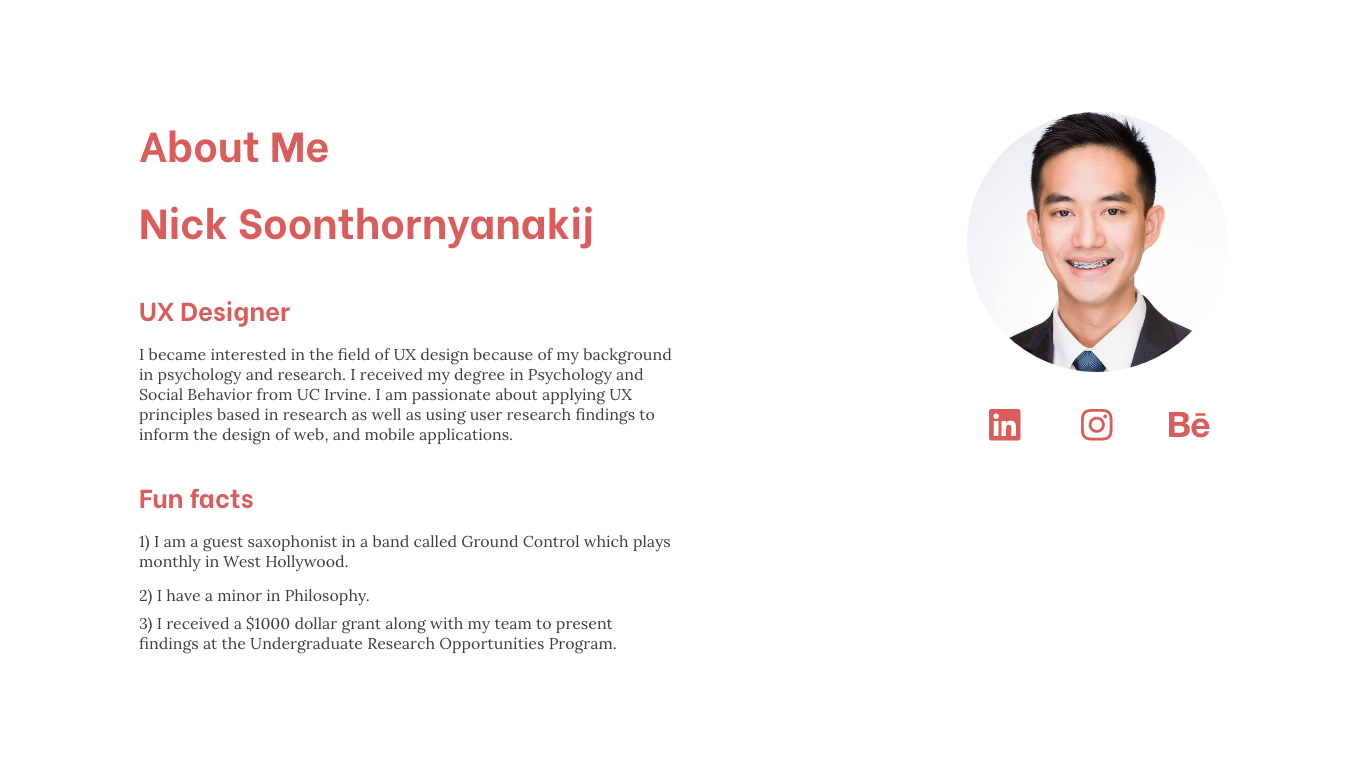 About Me
Nick Soonthornyanakij
UX Designer
I became interested in the field of UX design because of my background
in psychology and research. I received my degree in Psychology and
Social Behavior from UC Irvine. I am passionate about applying UX
principles based in research as well as using user research findings to
inform the design of web, and mobile applications.
Fun facts
1) I am a guest saxophonist in a band called Ground Control which plays
monthly in West Hollywood.
2) I have a minor in Philosophy.
3) I received a $1000 dollar grant along with my team to present
findings at the Undergraduate Research Opportunities Program.
in
Bē